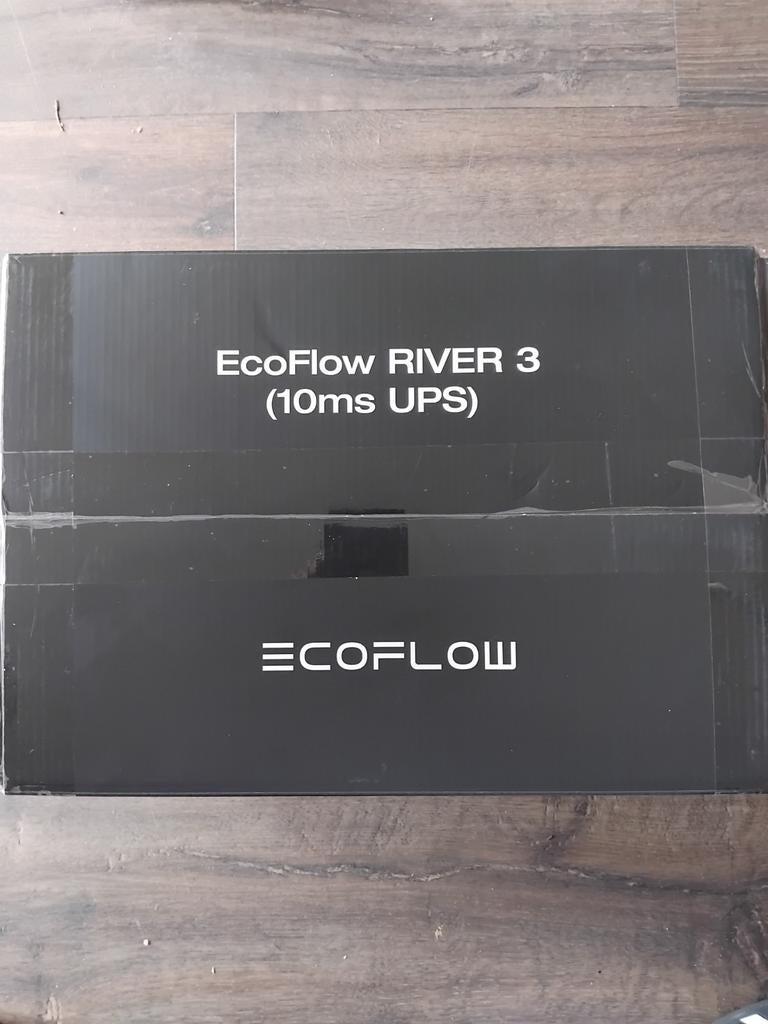 EcoFlow RIVER 3
(10ms UPS)
ECOFLOW